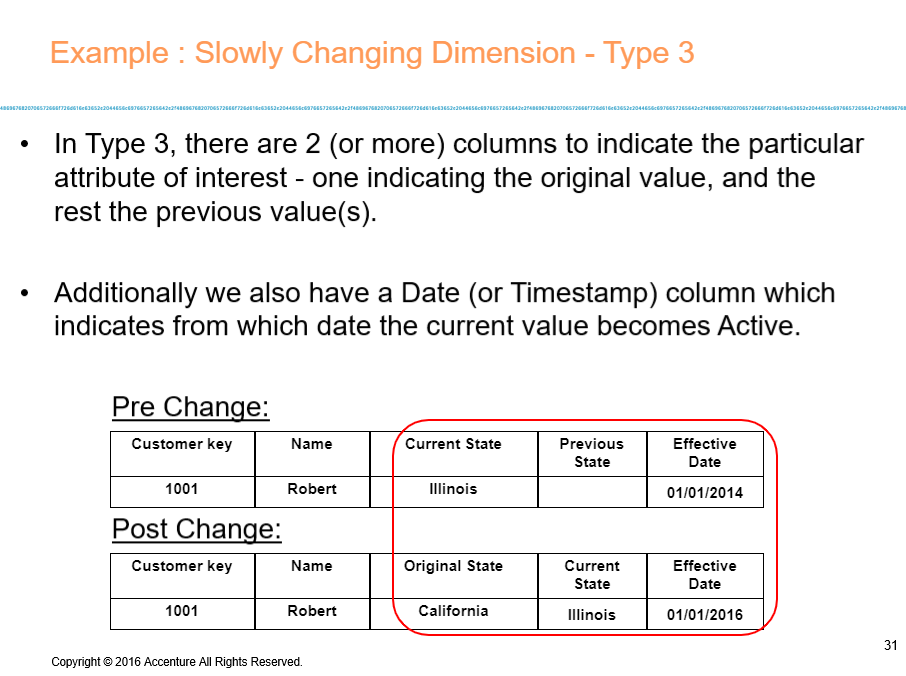 Example : Slowly Changing Dimension - Type 3
• In Type 3, there are 2 (or more) columns to indicate the particular
attribute of interest - one indicating the original value, and the
rest the previous value(s).
• Additionally we also have a Date (or Timestamp) column which
indicates from which date the current value becomes Active.
Pre Change:
Customer key Name Current State Previous State Effective Date
1001 Robert Illinois 01/01/2014
Post Change:
Customer key Name Original State Current State Effective Date
1001 Robert California Illinois 01/01/2016
31
Copyright © 2016 Accenture All Rights Reserved.